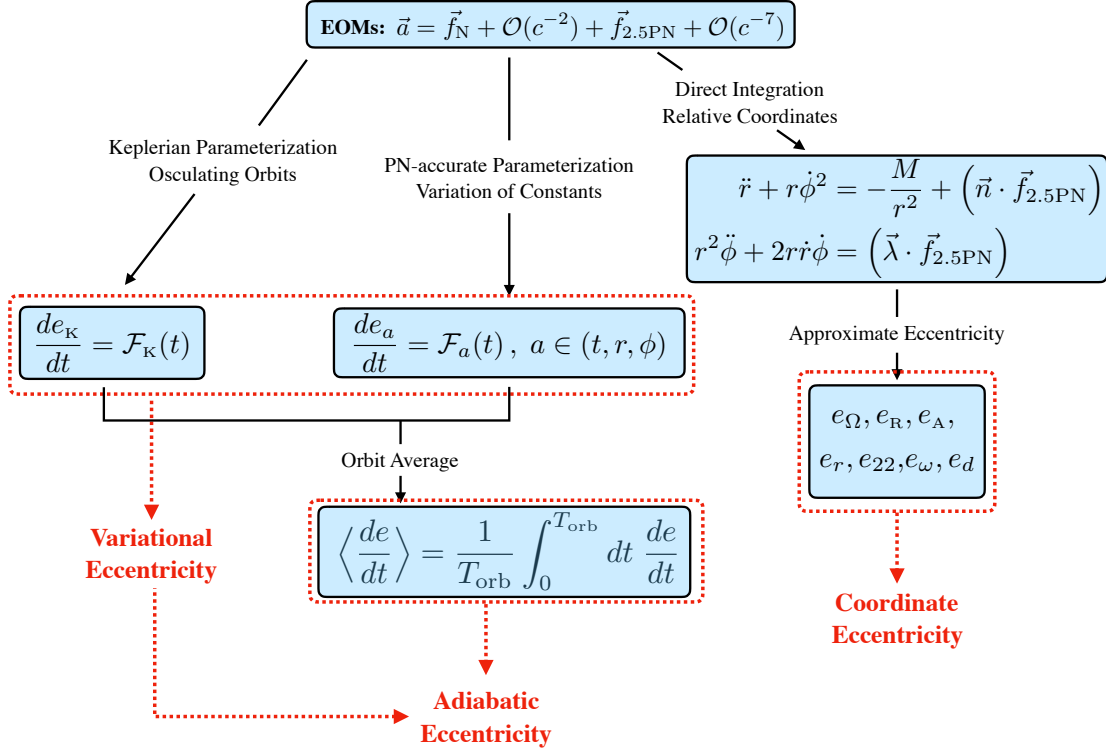 EOMs: $\vec{a} = \vec{f}_{\rm N} + \mathcal{O}(c^{-2}) + \vec{f}_{2.5{\rm PN}} + \mathcal{O}(c^{-7})$
Direct Integration
Relative Coordinates
Keplerian Parameterization
Osculating Orbits
PN-accurate Parameterization
Variation of Constants
$\ddot{r} + r\dot{\phi}^2 = -\frac{M}{r^2} + \left(\vec{n} \cdot \vec{f}_{2.5{\rm PN}}\right)$
$r^2\ddot{\phi} + 2r\dot{r}\dot{\phi} = \left(\vec{\lambda} \cdot \vec{f}_{2.5{\rm PN}}\right)$
$\frac{de_{\rm K}}{dt} = \mathcal{F}_{\rm K}(t)$
$\frac{de_a}{dt} = \mathcal{F}_a(t)\,,\ a \in (t, r, \phi)$
Approximate Eccentricity
$e_\Omega, e_{\rm R}, e_{\rm A},$
$e_r, e_{22}, e_\omega, e_d$
Orbit Average
$\left\langle \frac{de}{dt} \right\rangle = \frac{1}{T_{\rm orb}} \int_0^{T_{\rm orb}} dt\ \frac{de}{dt}$
Variational
Eccentricity
Coordinate
Eccentricity
Adiabatic
Eccentricity